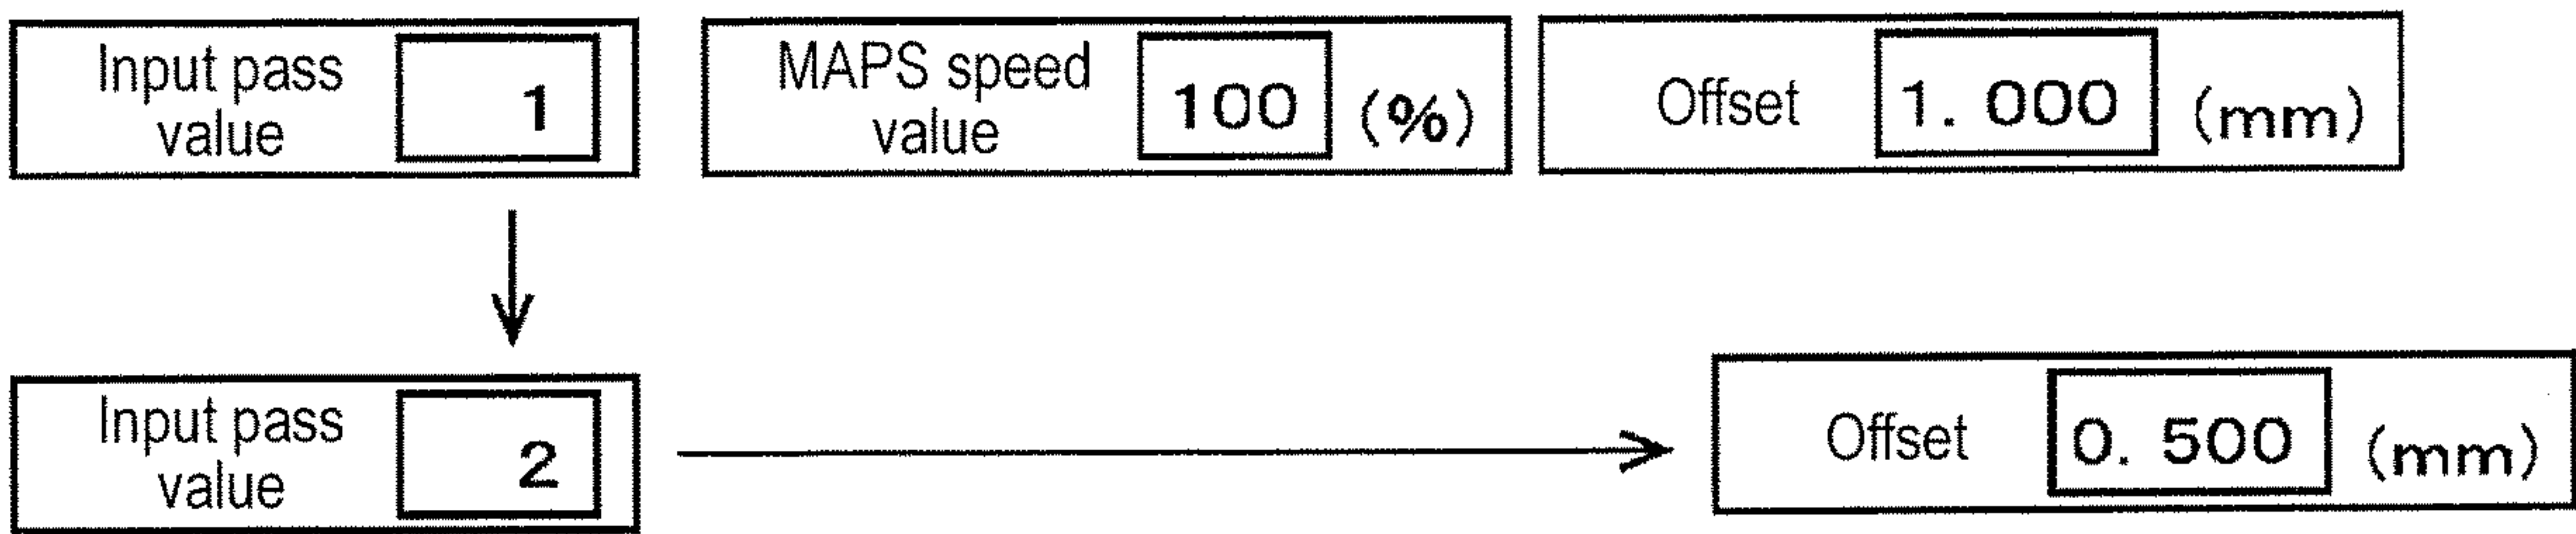 Input pass
value
1
MAPS speed
value
100 (%)
Offset 1. 000 (mm)
Input pass
value
2
Offset 0. 500 (mm)